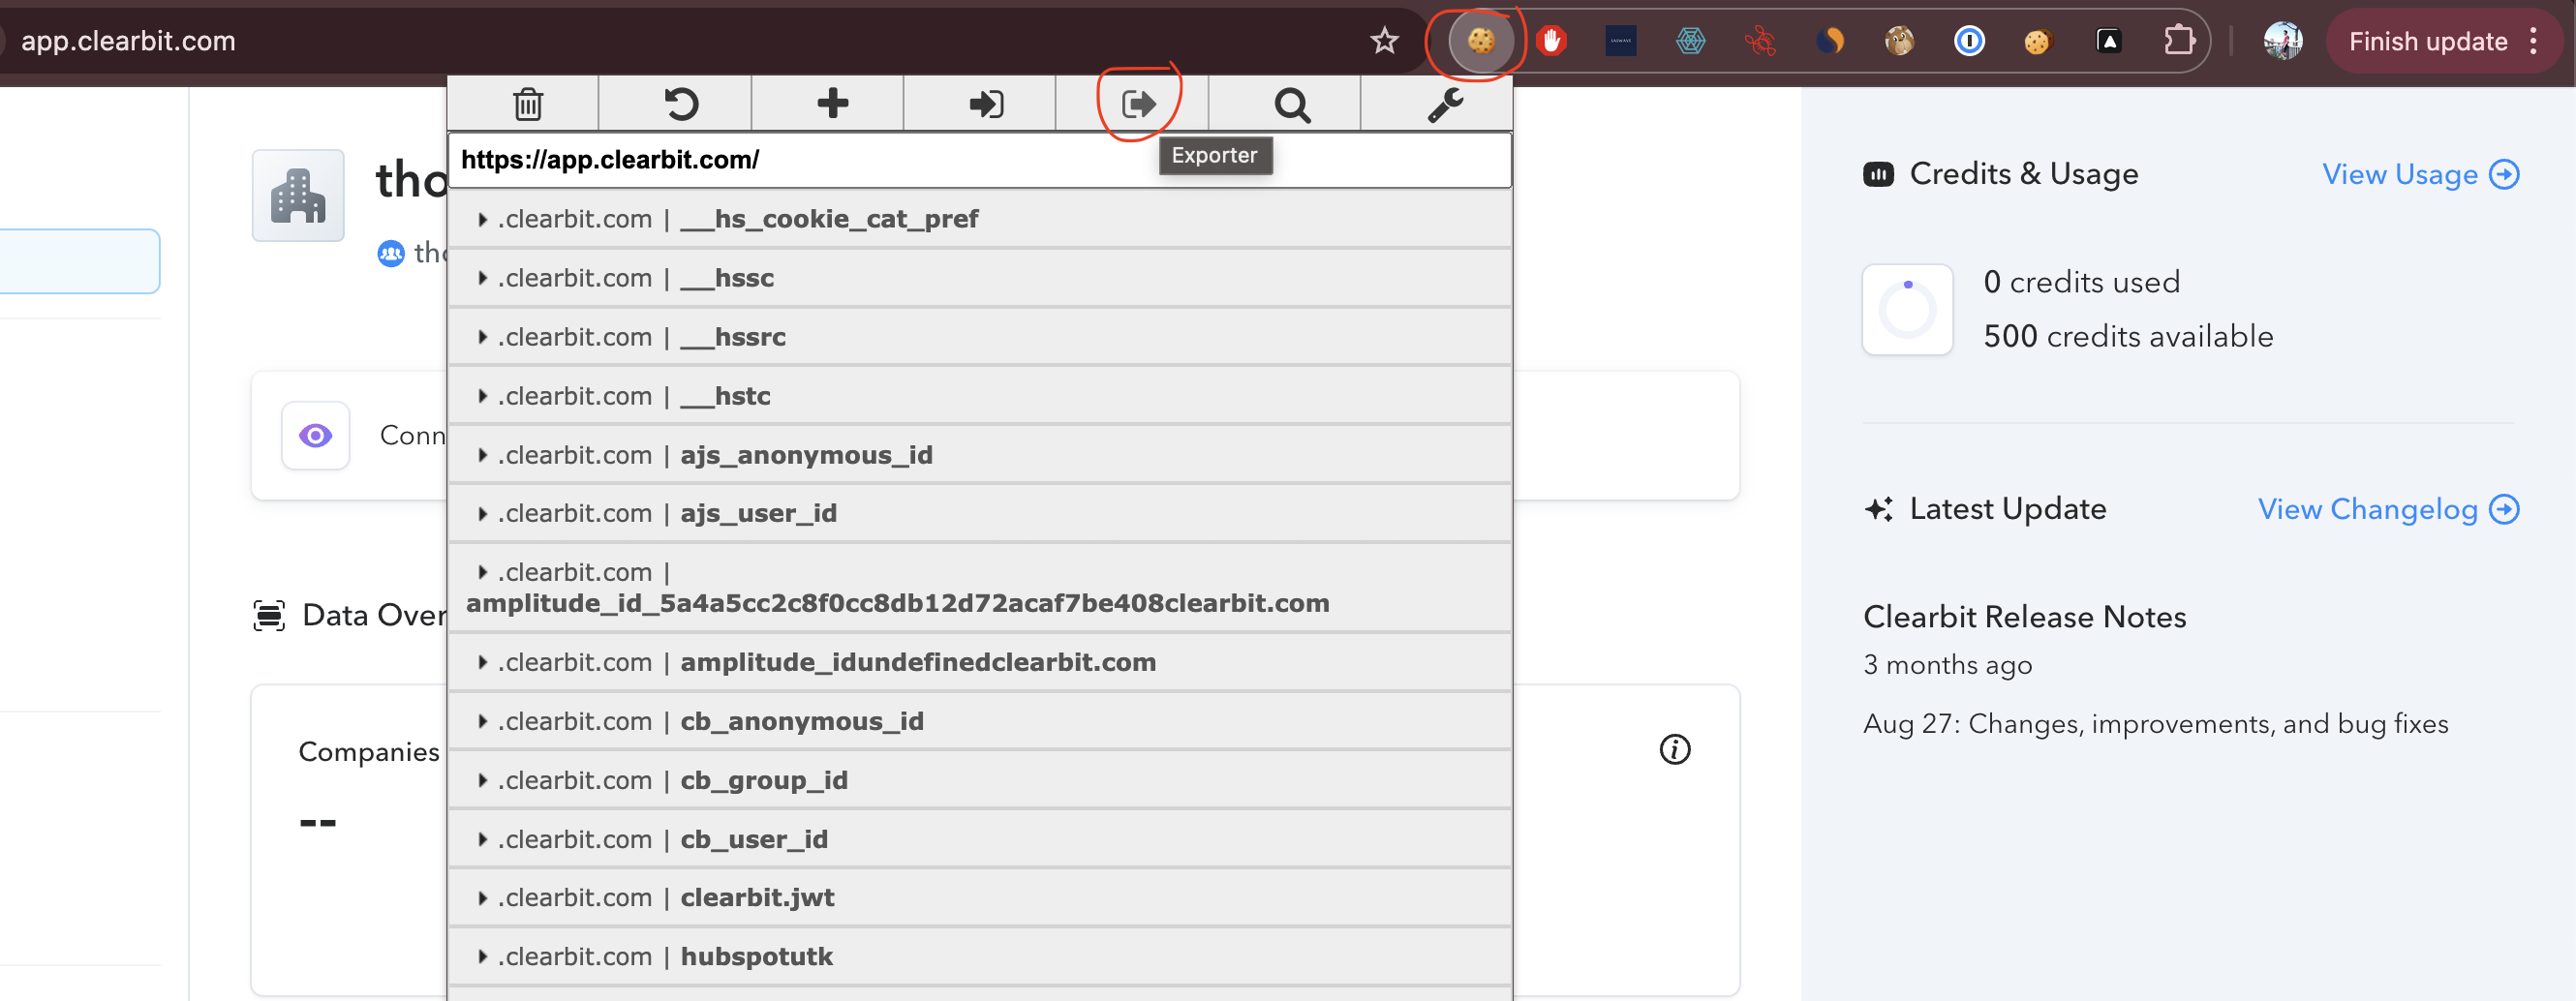 app.clearbit.com
Finish update
https://app.clearbit.com/
Exporter
.clearbit.com | __hs_cookie_cat_pref
.clearbit.com | __hssc
.clearbit.com | __hssrc
.clearbit.com | __hstc
.clearbit.com | ajs_anonymous_id
.clearbit.com | ajs_user_id
.clearbit.com |
amplitude_id_5a4a5cc2c8f0cc8db12d72acaf7be408clearbit.com
.clearbit.com | amplitude_idundefinedclearbit.com
.clearbit.com | cb_anonymous_id
.clearbit.com | cb_group_id
.clearbit.com | cb_user_id
.clearbit.com | clearbit.jwt
.clearbit.com | hubspotutk
tho
tho
Conn
Data Over
Companies
--
Credits & Usage
View Usage
0 credits used
500 credits available
Latest Update
View Changelog
Clearbit Release Notes
3 months ago
Aug 27: Changes, improvements, and bug fixes